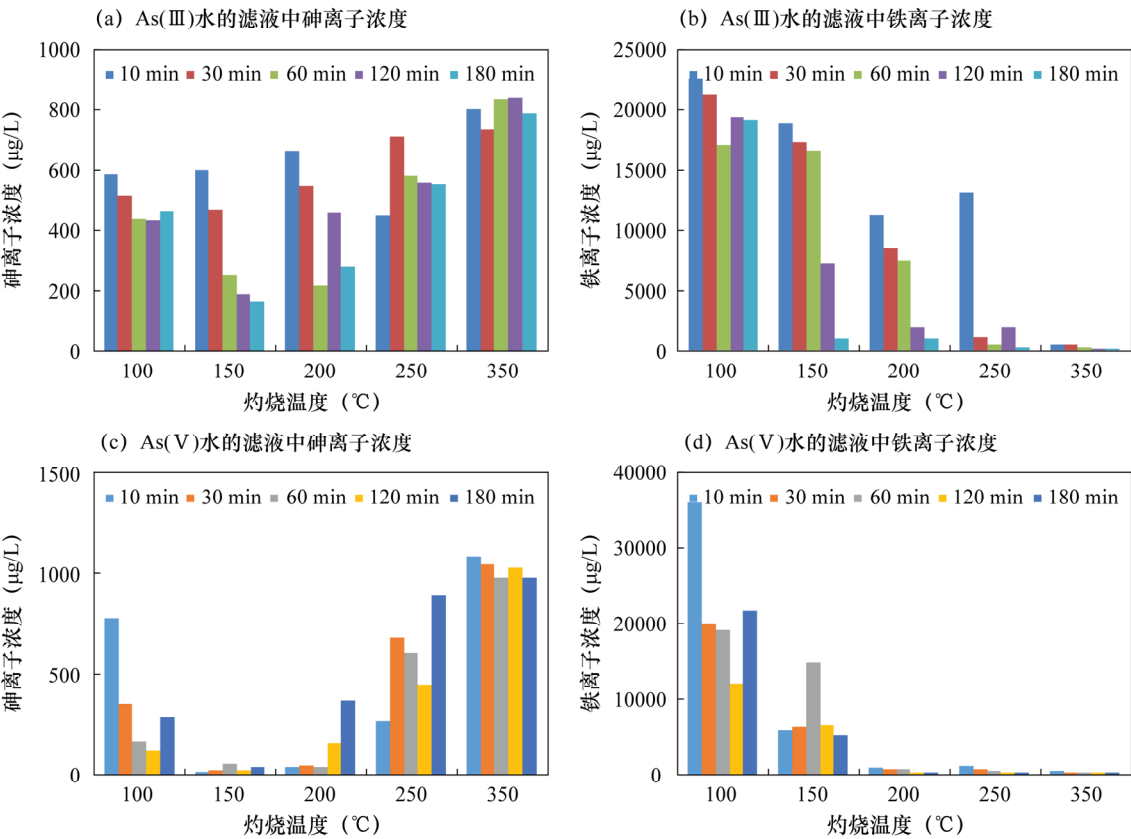 (a) As(Ⅲ)水的滤液中砷离子浓度
1000
800
600
400
200
0
砷离子浓度(μg/L)
10 min 30 min 60 min 120 min 180 min
100 150 200 250 350
灼烧温度(℃)
(b) As(Ⅲ)水的滤液中铁离子浓度
25000
20000
15000
10000
5000
0
铁离子浓度(μg/L)
10 min 30 min 60 min 120 min 180 min
100 150 200 250 350
灼烧温度(℃)
(c) As(Ⅴ)水的滤液中砷离子浓度
1500
1000
500
0
砷离子浓度(μg/L)
10 min 30 min 60 min 120 min 180 min
100 150 200 250 350
灼烧温度(℃)
(d) As(Ⅴ)水的滤液中铁离子浓度
40000
30000
20000
10000
0
铁离子浓度(μg/L)
10 min 30 min 60 min 120 min 180 min
100 150 200 250 350
灼烧温度(℃)